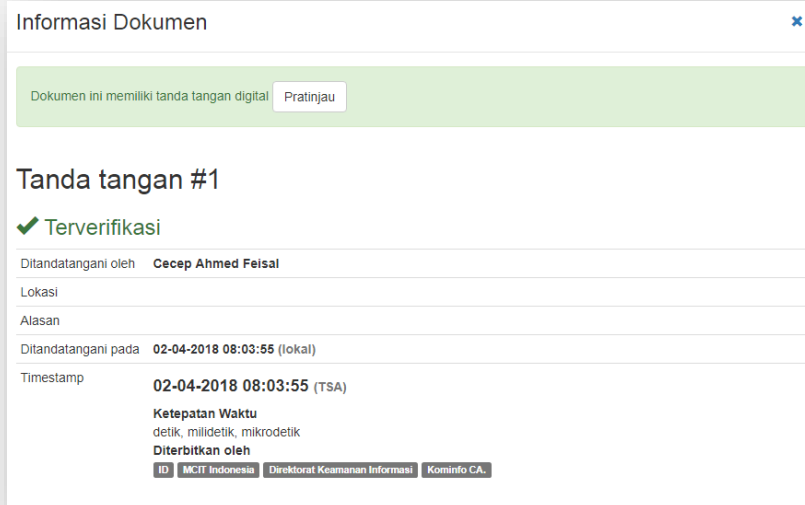 Informasi Dokumen ×
Dokumen ini memiliki tanda tangan digital Pratinjau
Tanda tangan #1
✔ Terverifikasi
Ditandatangani oleh Cecep Ahmed Feisal
Lokasi
Alasan
Ditandatangani pada 02-04-2018 08:03:55 (lokal)
Timestamp 02-04-2018 08:03:55 (TSA)
Ketepatan Waktu
detik, milidetik, mikrodetik
Diterbitkan oleh
ID MCIT Indonesia Direktorat Keamanan Informasi Kominfo CA.